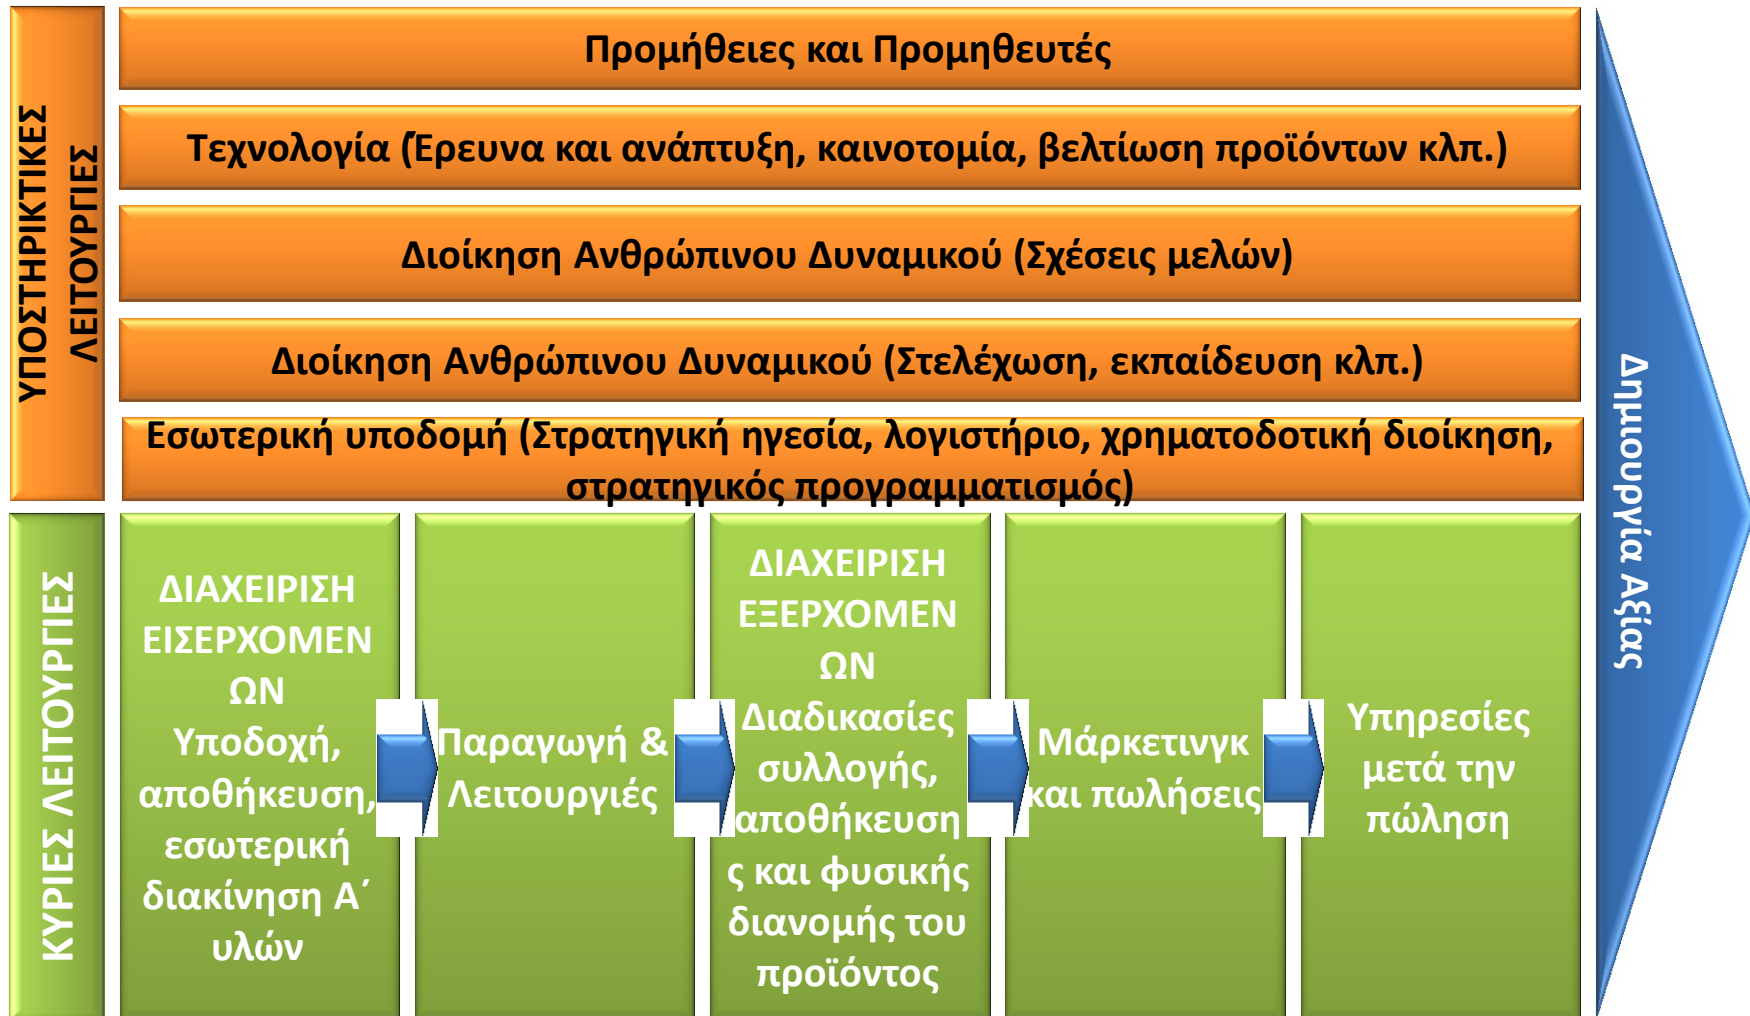 ΥΠΟΣΤΗΡΙΚΤΙΚΕΣ
ΛΕΙΤΟΥΡΓΙΕΣ
Προμήθειες και Προμηθευτές
Τεχνολογία (Έρευνα και ανάπτυξη, καινοτομία, βελτίωση προϊόντων κλπ.)
Διοίκηση Ανθρώπινου Δυναμικού (Σχέσεις μελών)
Διοίκηση Ανθρώπινου Δυναμικού (Στελέχωση, εκπαίδευση κλπ.)
Εσωτερική υποδομή (Στρατηγική ηγεσία, λογιστήριο, χρηματοδοτική διοίκηση,
στρατηγικός προγραμματισμός)
ΚΥΡΙΕΣ ΛΕΙΤΟΥΡΓΙΕΣ
ΔΙΑΧΕΙΡΙΣΗ
ΕΙΣΕΡΧΟΜΕΝ
ΩΝ
Υποδοχή,
αποθήκευση,
εσωτερική
διακίνηση Α΄
υλών
Παραγωγή &
Λειτουργιές
ΔΙΑΧΕΙΡΙΣΗ
ΕΞΕΡΧΟΜΕΝ
ΩΝ
Διαδικασίες
συλλογής,
αποθήκευση
ς και φυσικής
διανομής του
προϊόντος
Μάρκετινγκ
και πωλήσεις
Υπηρεσίες
μετά την
πώληση
Δημιουργία Αξίας